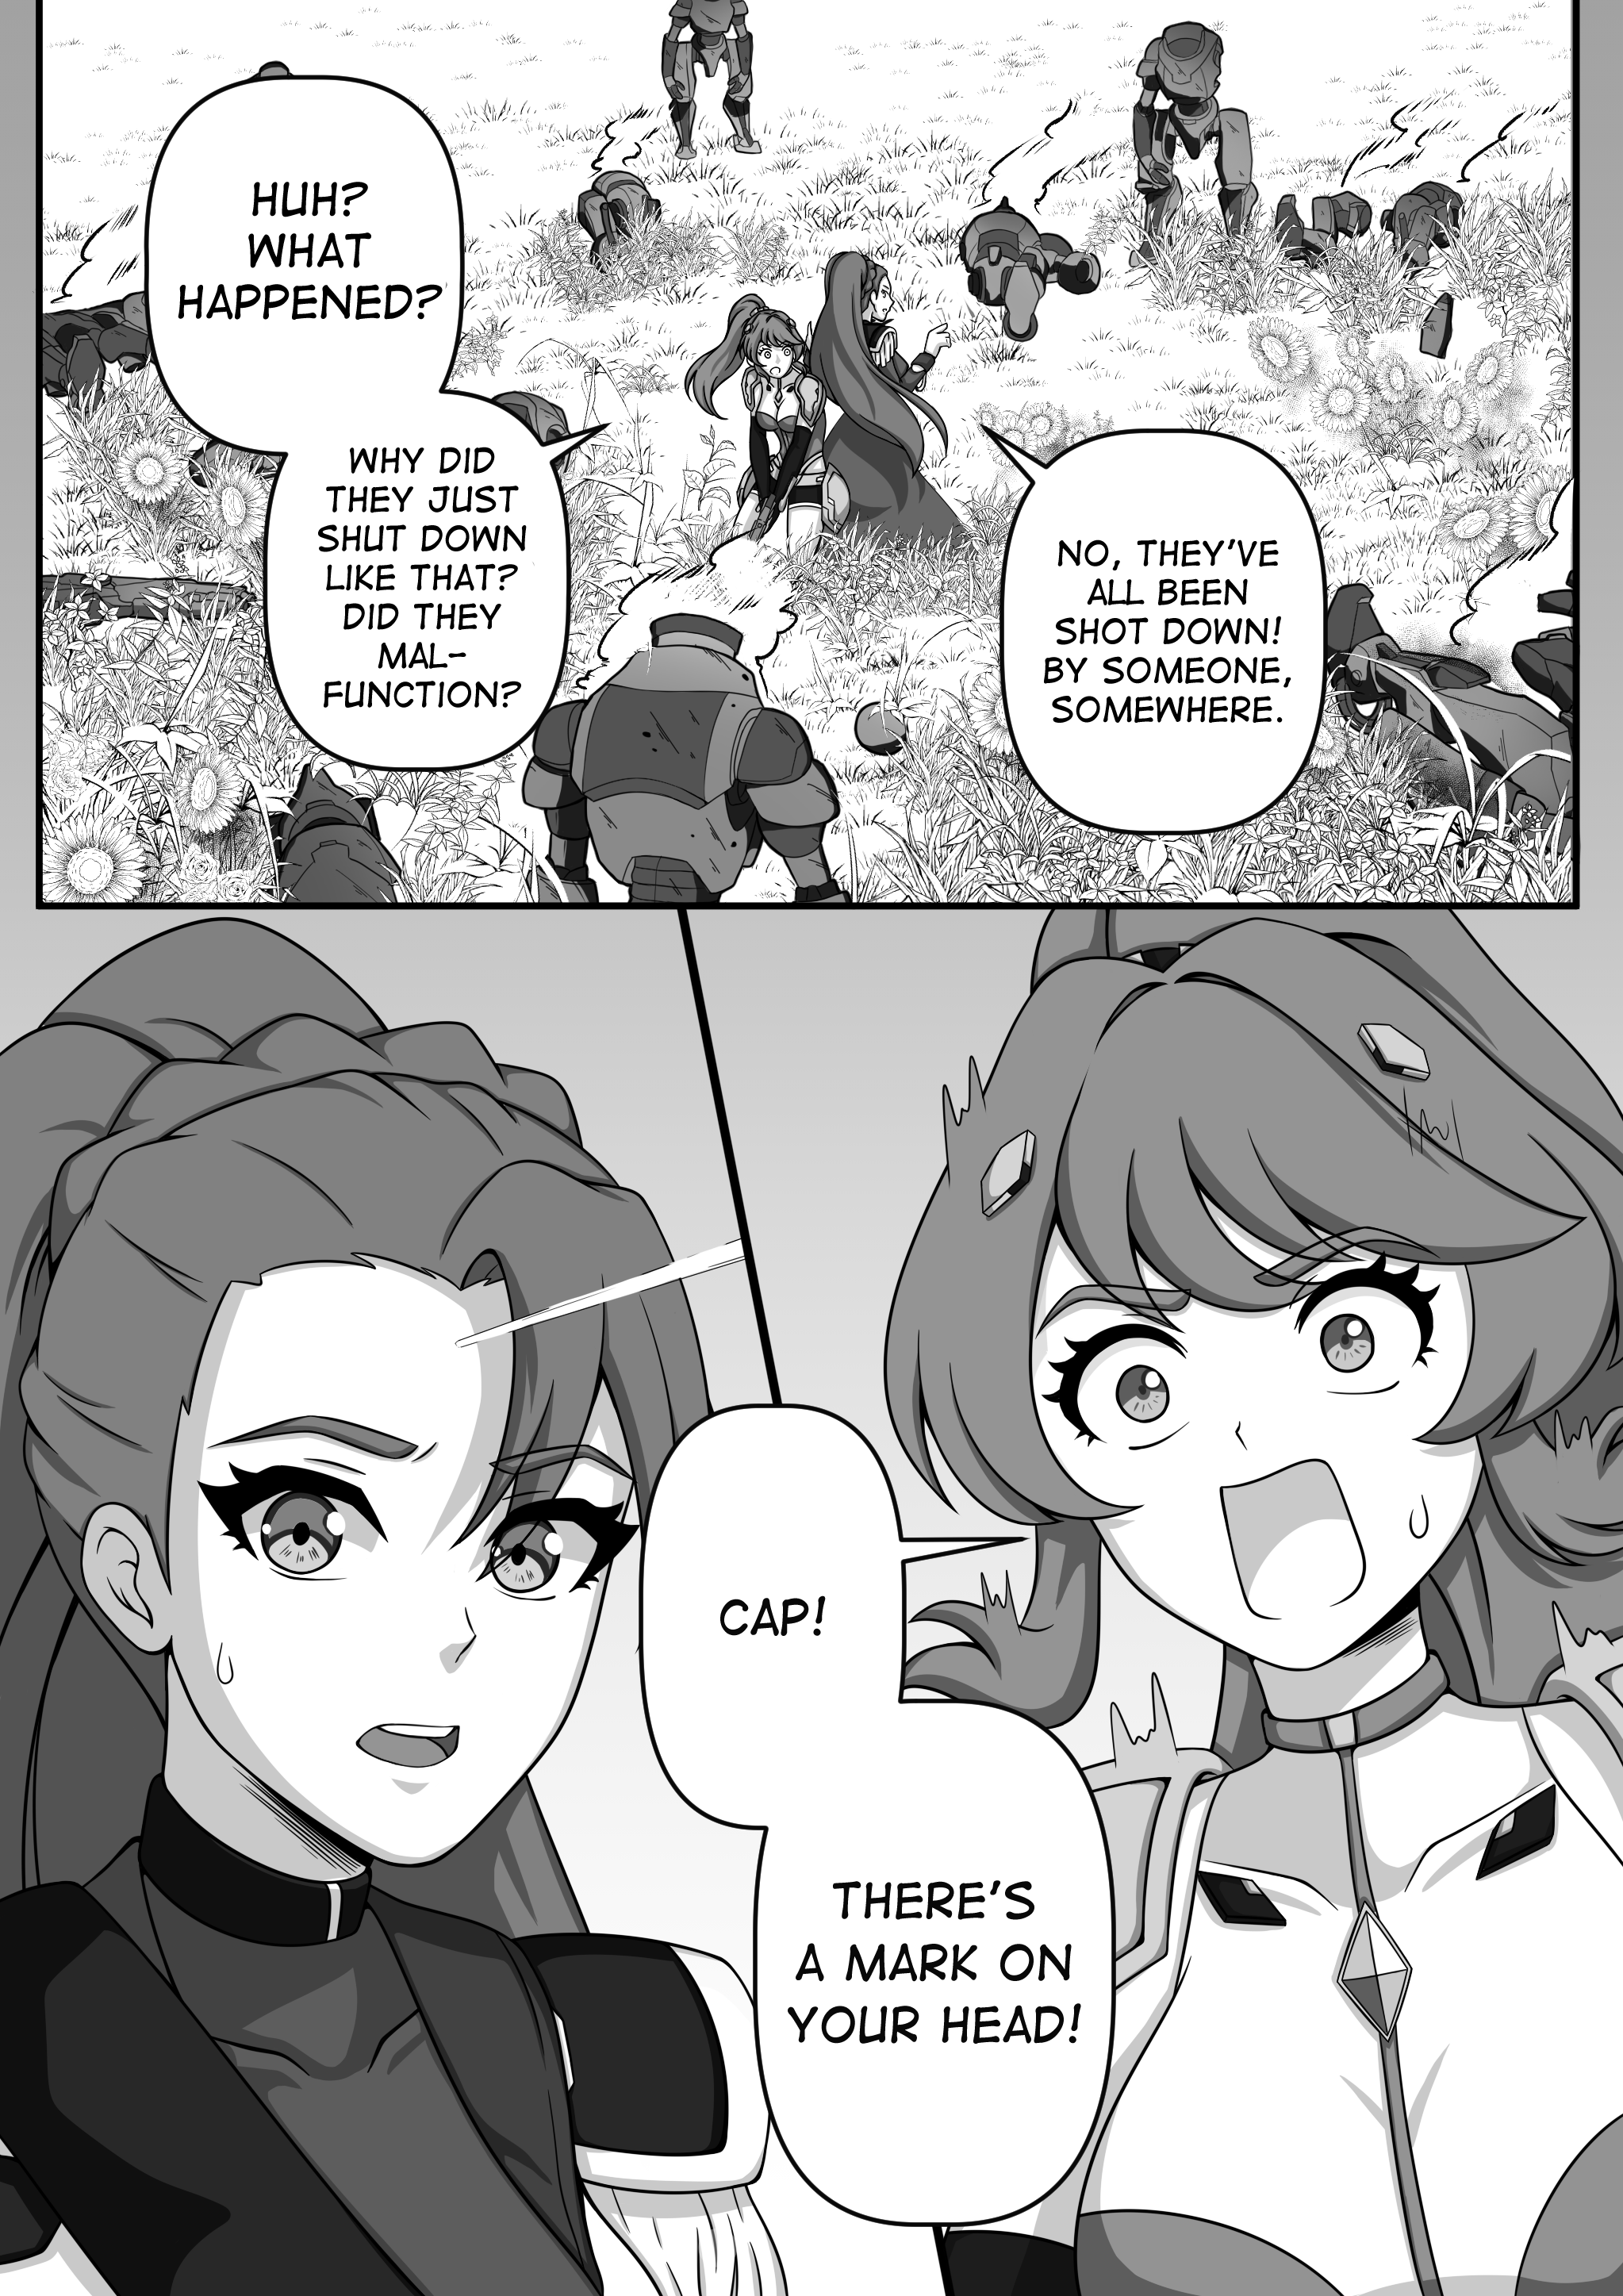 HUH?
WHAT
HAPPENED?
WHY DID
THEY JUST
SHUT DOWN
LIKE THAT?
DID THEY
MAL-
FUNCTION?
NO, THEY'VE
ALL BEEN
SHOT DOWN!
BY SOMEONE,
SOMEWHERE.
CAP!
THERE'S
A MARK ON
YOUR HEAD!